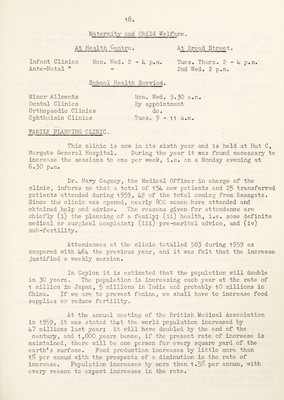 18.
Maternity and Child Welfare.
At Health Centre. At Broad Street.
Infant Clinics Mon. Wed. 2 - 4 p.m. Tues. Thurs. 2 - 4 p.m.
Ante-Natal " - 2nd Wed. 2 p.m.
School Health Service.
Minor Ailments Mon. Wed. 9.30 a.m.
Dental Clinics By appointment
Orthopaedic Clinics do.
Ophthalmic Clinics Tues. 9 - 11 a.m.
FAMILY PLANNING CLINIC.
This clinic is now in its sixth year and is held at Hut C,
Margate General Hospital. During the year it was found necessary to
increase the sessions to one per week, i.e. on a Monday evening at
6.30 p.m.
Dr. Mary Cagney, the Medical Officer in charge of the
clinic, informs me that a total of 154 new patients and 25 transferred
patients attended during 1959, 49 of the total coming from Ramsgate.
Since the clinic was opened, nearly 800 women have attended and
obtained help and advice. The reasons given for attendance are
chiefly (i) the planning of a family; (ii) health, i.e. some definite
medical or surgical complaint; (iii) pre-marital advice, and (iv)
sub-fertility.
Attendances at the clinic totalled 583 during 1959 as
compared with 464 the previous year, and it was felt that the increase
justified a weekly session.
In Ceylon it is estimated that the population will double
in 30 years. The population is increasing each year at the rate of
1 million in Japan, 5 millions in India and probably 10 millions in
China. If we are to prevent famine, we shall have to increase food
supplies or reduce fertility.
At the annual meeting of the British Medical Association
in 1959, it was stated that the world population increased by
47 millions last year; it will have doubled by the end of the
century, and 1,000 years hence, if the present rate of increase is
maintained, there will be one person for every square yard of the
earth's surface. Food production increases by little more than
1% per annum with the prospects of a diminution in the rate of
increase. Population increases by more than 1.5% per annum, with
every reason to expect increases in the rate.